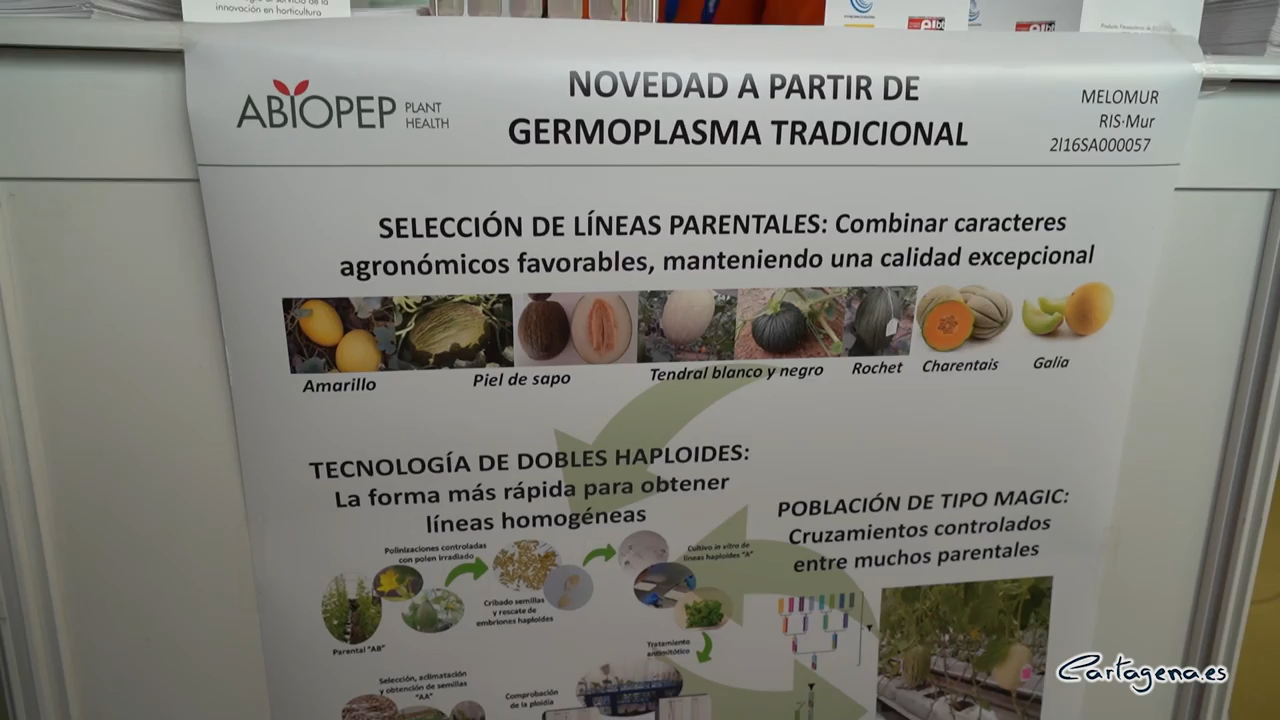 innovación en horticultura
ABIOPEP PLANT HEALTH
NOVEDAD A PARTIR DE
GERMOPLASMA TRADICIONAL
MELOMUR
RIS·Mur
2I16SA000057
SELECCIÓN DE LÍNEAS PARENTALES: Combinar caracteres
agronómicos favorables, manteniendo una calidad excepcional
Amarillo
Piel de sapo
Tendral blanco y negro
Rochet
Charentais
Galia
TECNOLOGÍA DE DOBLES HAPLOIDES:
La forma más rápida para obtener
líneas homogéneas
Polinizaciones controladas
con polen irradiado
Cultivo in vitro de
líneas haploides "A"
Cribado semillas
y rescate de
embriones haploides
Parental "AB"
Tratamiento
antimitótico
Selección, aclimatación
y obtención de semillas
"AA"
Comprobación
de la ploidía
POBLACIÓN DE TIPO MAGIC:
Cruzamientos controlados
entre muchos parentales
Cartagena.es